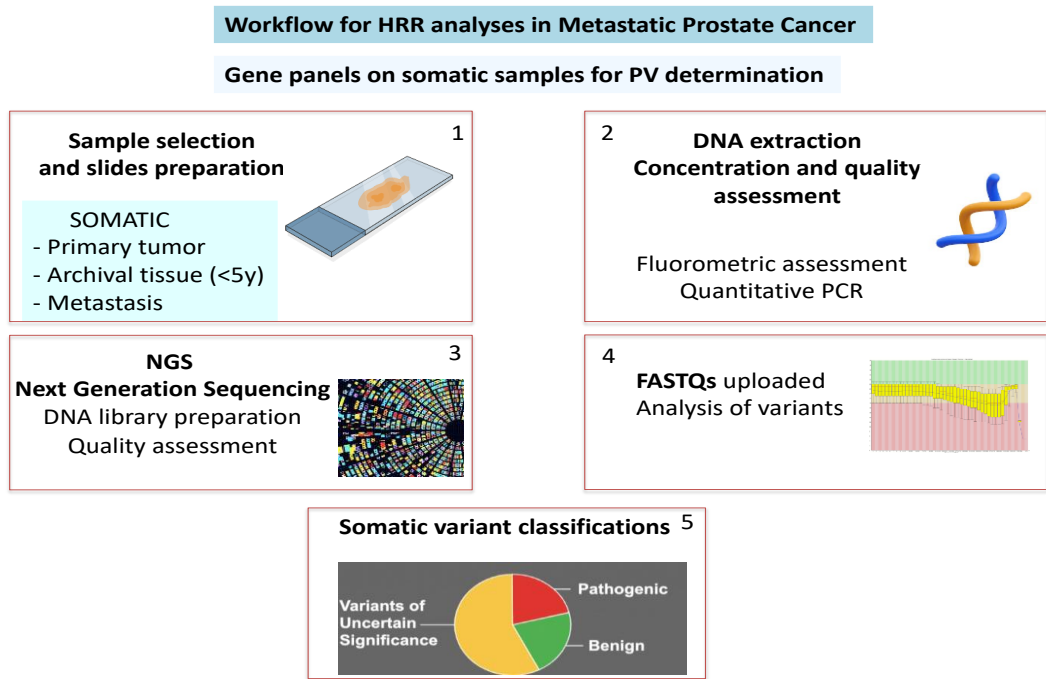 Workflow for HRR analyses in Metastatic Prostate Cancer
Gene panels on somatic samples for PV determination
1
Sample selection
and slides preparation
SOMATIC
- Primary tumor
- Archival tissue (<5y)
- Metastasis
2
DNA extraction
Concentration and quality
assessment
Fluorometric assessment
Quantitative PCR
3
NGS
Next Generation Sequencing
DNA library preparation
Quality assessment
4
FASTQs uploaded
Analysis of variants
Somatic variant classifications
5
Variants of
Uncertain
Significance
Pathogenic
Benign